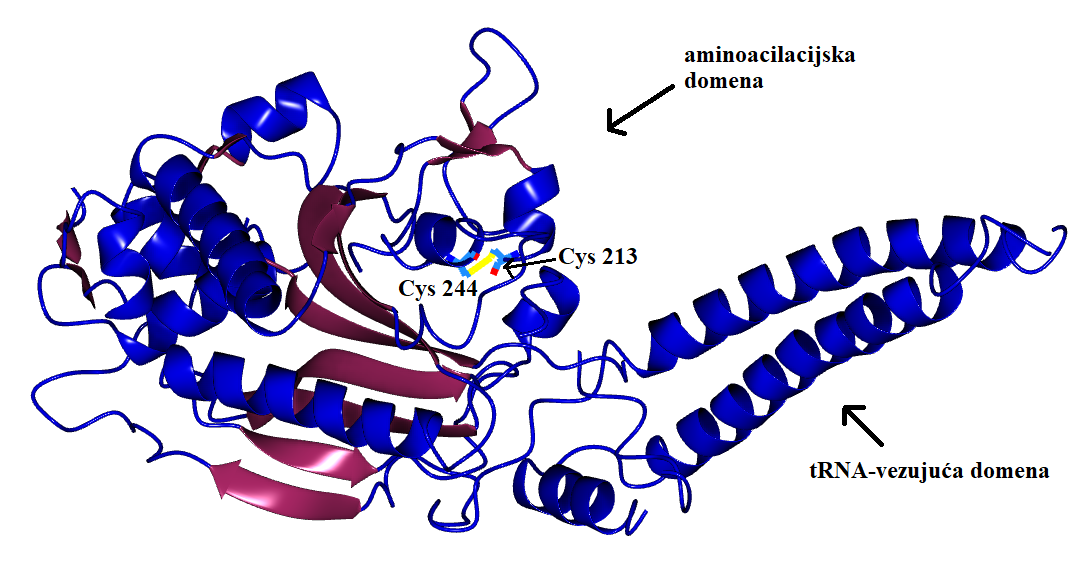 aminoacilacijska
domena
Cys 213
Cys 244
tRNA-vezujuća domena